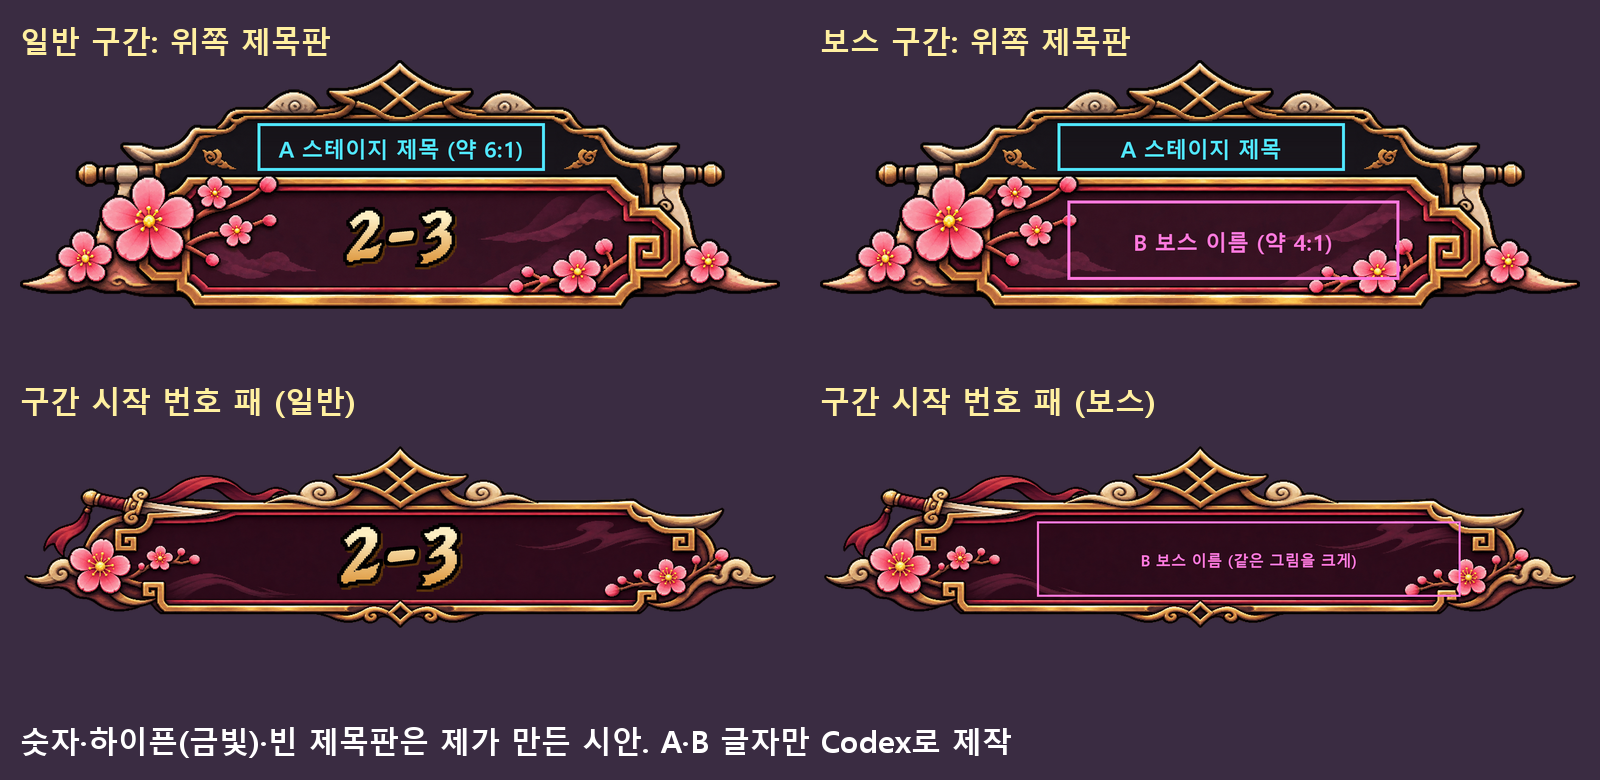 일반 구간: 위쪽 제목판
보스 구간: 위쪽 제목판
A 스테이지 제목 (약 6:1)
A 스테이지 제목
2-3
B 보스 이름 (약 4:1)
구간 시작 번호 패 (일반)
구간 시작 번호 패 (보스)
2-3
B 보스 이름 (같은 그림을 크게)
숫자·하이픈(금빛)·빈 제목판은 제가 만든 시안. A·B 글자만 Codex로 제작